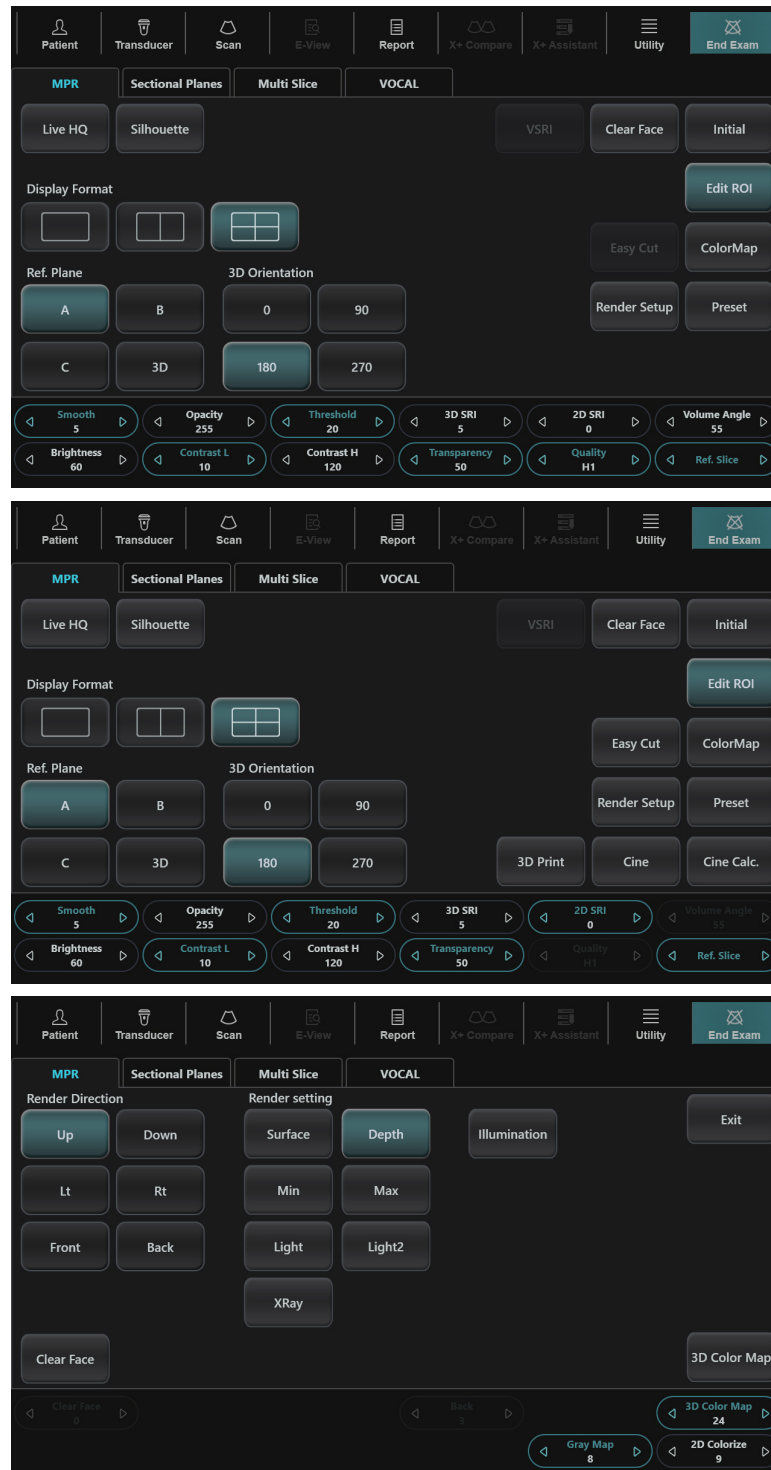 Patient Transducer Scan E-View Report X+ Compare X+ Assistant Utility End Exam
MPR Sectional Planes Multi Slice VOCAL
Live HQ Silhouette VSRI Clear Face Initial
Edit ROI
Display Format
Easy Cut ColorMap
Ref. Plane 3D Orientation
A B 0 90 Render Setup Preset
C 3D 180 270
Smooth Opacity Threshold 3D SRI 2D SRI Volume Angle
5 255 20 5 0 55
Brightness Contrast L Contrast H Transparency Quality Ref. Slice
60 10 120 50 H1
Patient Transducer Scan E-View Report X+ Compare X+ Assistant Utility End Exam
MPR Sectional Planes Multi Slice VOCAL
Live HQ Silhouette VSRI Clear Face Initial
Edit ROI
Display Format
Easy Cut ColorMap
Ref. Plane 3D Orientation
A B 0 90 Render Setup Preset
C 3D 180 270 3D Print Cine Cine Calc.
Smooth Opacity Threshold 3D SRI 2D SRI Volume Angle
5 255 20 5 0 55
Brightness Contrast L Contrast H Transparency Quality Ref. Slice
60 10 120 50 H1
Patient Transducer Scan E-View Report X+ Compare X+ Assistant Utility End Exam
MPR Sectional Planes Multi Slice VOCAL
Render Direction Render setting
Up Down Surface Depth Illumination Exit
Lt Rt Min Max
Front Back Light Light2
XRay
Clear Face 3D Color Map
Clear Face Back 3D Color Map
0 3 24
Gray Map 2D Colorize
8 9